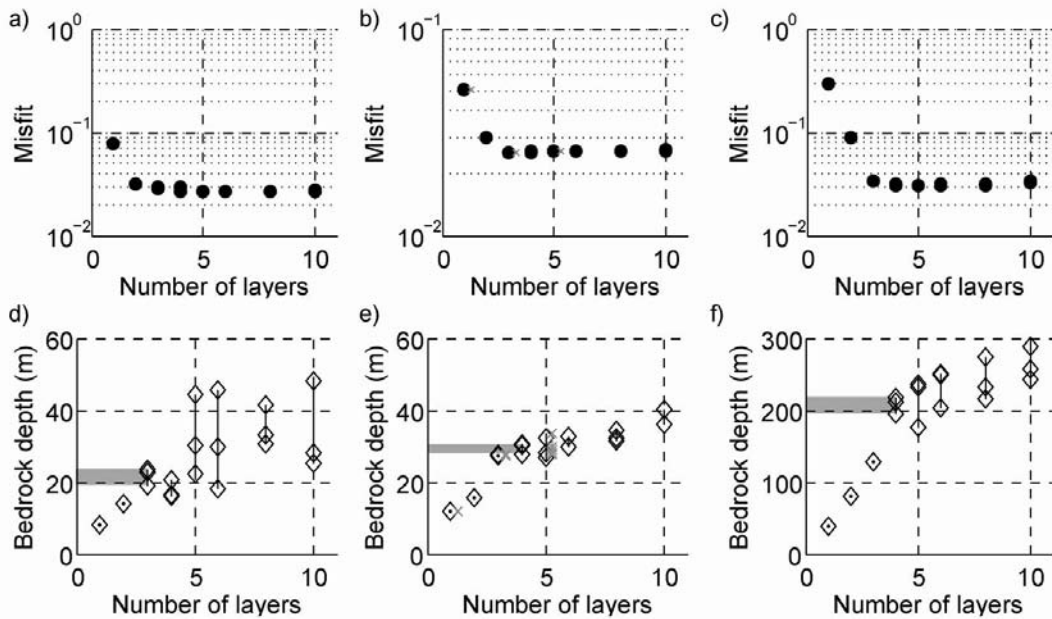 a)
10^0
10^-1
10^-2
Misfit
0 5 10
Number of layers
b)
10^-1
10^-2
Misfit
0 5 10
Number of layers
c)
10^0
10^-1
10^-2
Misfit
0 5 10
Number of layers
d)
60
40
20
0
Bedrock depth (m)
0 5 10
Number of layers
e)
60
40
20
0
Bedrock depth (m)
0 5 10
Number of layers
f)
300
200
100
0
Bedrock depth (m)
0 5 10
Number of layers